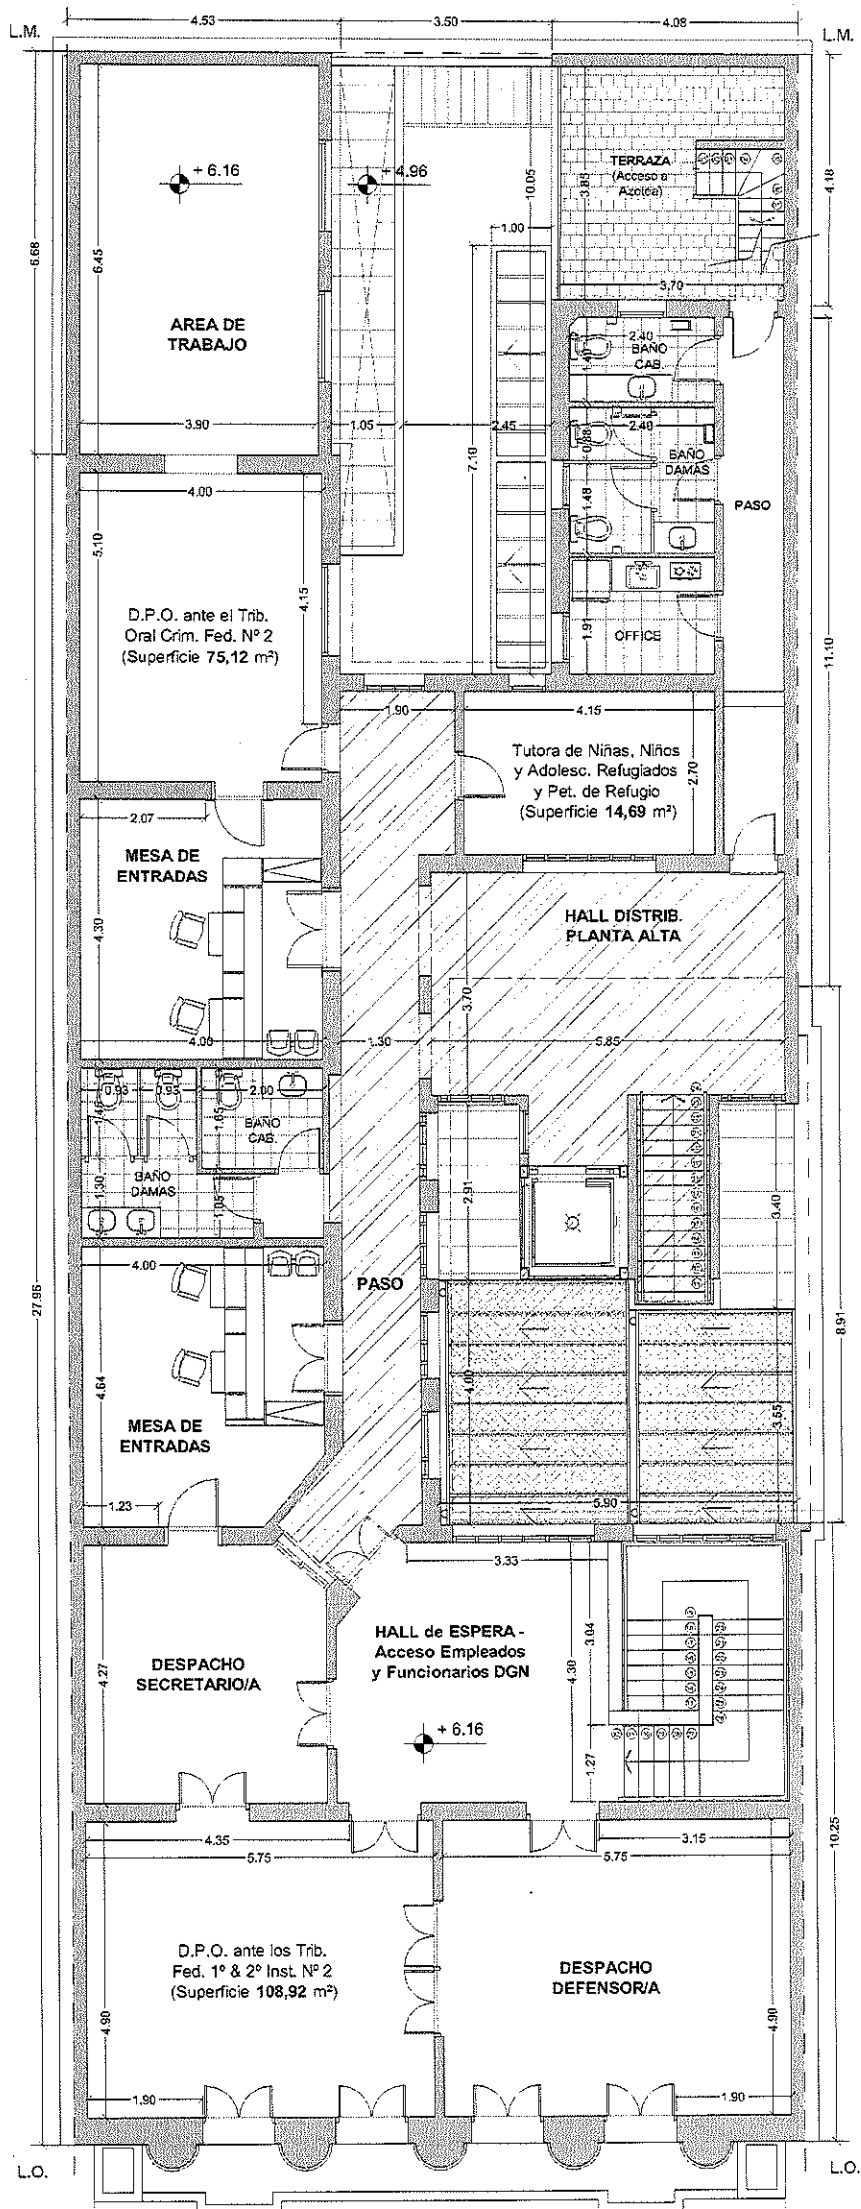 4.53
3.50
4.08
L.M.
L.M.
+ 6.16
+ 4.96
TERRAZA
(Acceso a
Azotea)
3.85
10.05
4.18
6.68
6.45
1.00
3.70
AREA DE
TRABAJO
2.40
BAÑO
CAB.
1.40
3.90
1.05
2.45
7.10
0.88
2.40
BAÑO
DAMAS
4.00
1.48
PASO
5.10
4.15
D.P.O. ante el Trib.
Oral Crim. Fed. Nº 2
(Superficie 75,12 m²)
1.91
OFFICE
11.10
1.90
4.15
Tutora de Niñas, Niños
y Adolesc. Refugiados
y Pet. de Refugio
(Superficie 14,69 m²)
2.70
2.07
MESA DE
ENTRADAS
4.30
HALL DISTRIB.
PLANTA ALTA
3.70
4.00
1.30
5.85
0.93
0.93
2.00
1.40
1.65
BAÑO
CAB.
BAÑO
DAMAS
1.30
1.05
2.91
3.40
4.00
PASO
27.96
8.91
4.64
4.00
3.55
MESA DE
ENTRADAS
1.23
5.90
3.33
HALL de ESPERA -
Acceso Empleados
y Funcionarios DGN
3.04
4.30
DESPACHO
SECRETARIO/A
4.27
+ 6.16
1.27
4.35
3.15
5.75
5.75
10.25
D.P.O. ante los Trib.
Fed. 1º & 2º Inst. Nº 2
(Superficie 108,92 m²)
DESPACHO
DEFENSOR/A
4.90
4.90
1.90
1.90
L.O.
L.O.